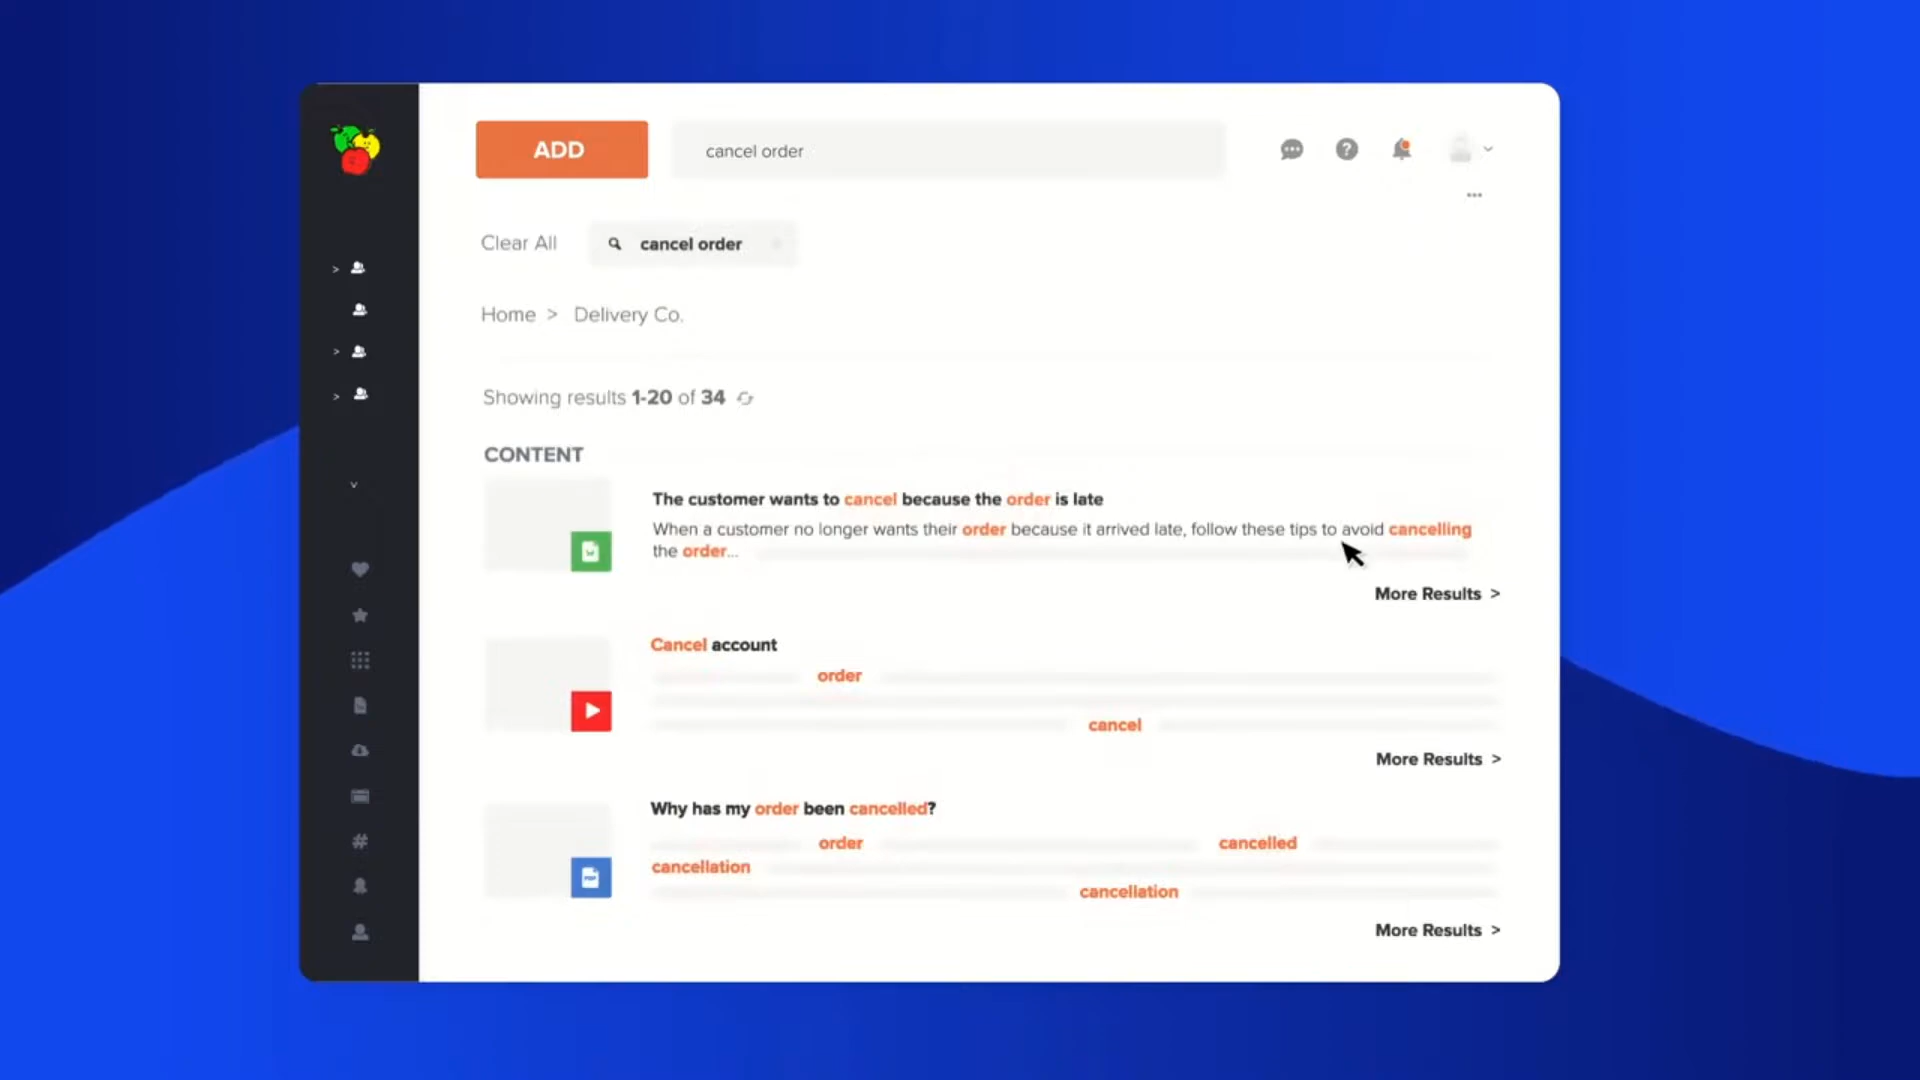 ADD
cancel order
Clear All
cancel order
Home > Delivery Co.
Showing results 1-20 of 34
CONTENT
The customer wants to cancel because the order is late
When a customer no longer wants their order because it arrived late, follow these tips to avoid cancelling
the order...
More Results >
Cancel account
order
cancel
More Results >
Why has my order been cancelled?
order cancelled
cancellation
cancellation
PDF
More Results >